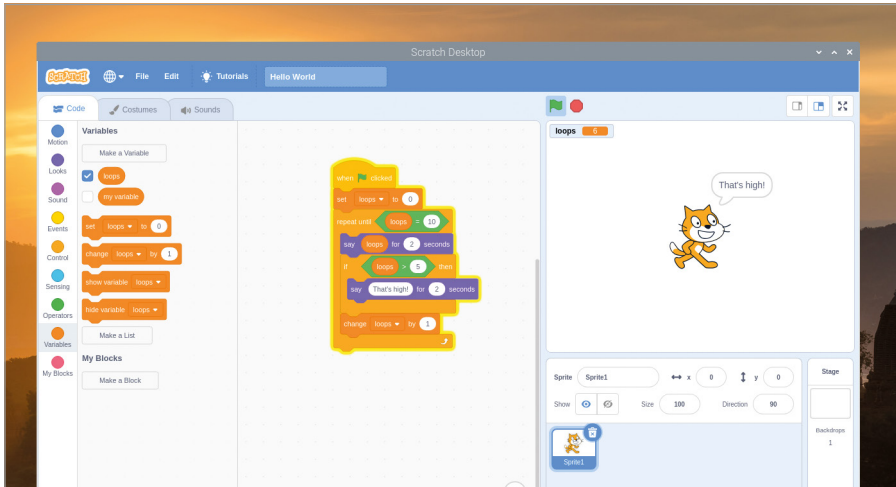 Scratch Desktop
SCRATCH File Edit Tutorials Hello World
Code Costumes Sounds
Motion
Looks
Sound
Events
Control
Sensing
Operators
Variables
My Blocks
Variables
Make a Variable
loops
my variable
set loops to 0
change loops by 1
show variable loops
hide variable loops
Make a List
My Blocks
Make a Block
when clicked
set loops to 0
repeat until loops = 10
say loops for 2 seconds
if loops > 5 then
say That's high! for 2 seconds
change loops by 1
loops 6
That's high!
Sprite Sprite1 x 0 y 0
Show Size 100 Direction 90
Sprite1
Stage
Backdrops
1